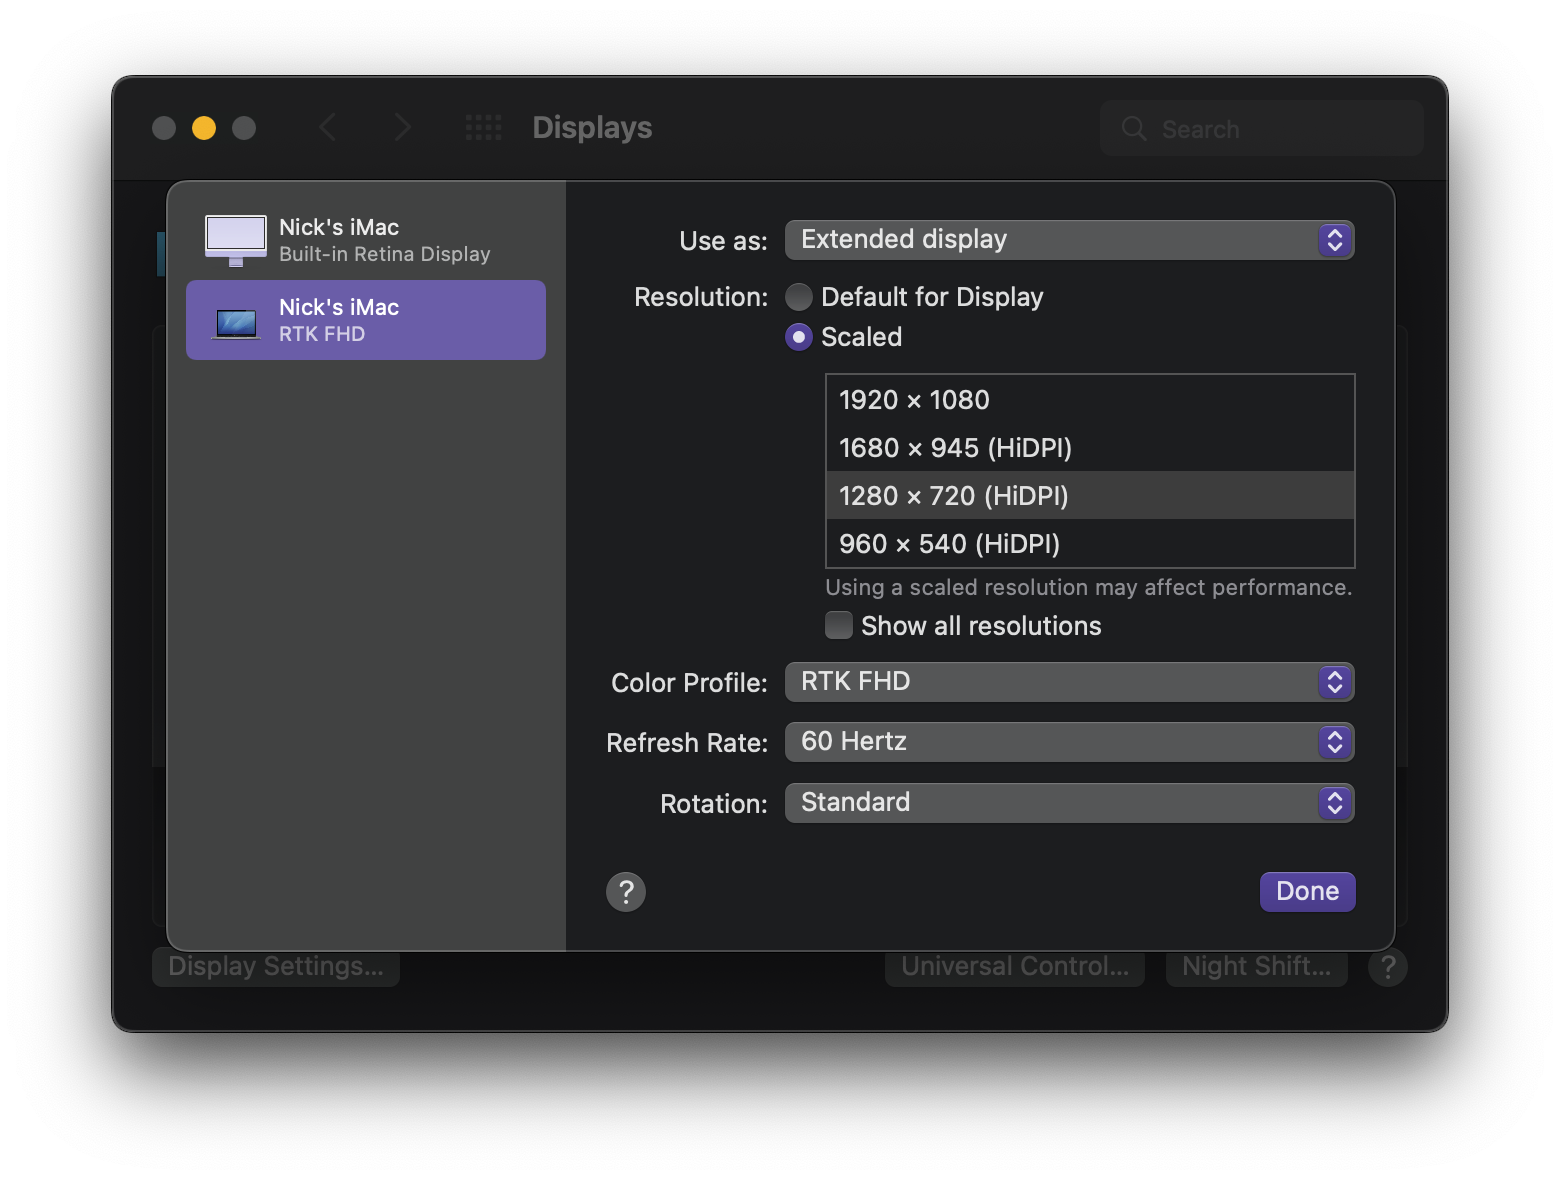 Displays
Search
Nick's iMac
Built-in Retina Display
Nick's iMac
RTK FHD
Use as: Extended display
Resolution: Default for Display
Scaled
1920 × 1080
1680 × 945 (HiDPI)
1280 × 720 (HiDPI)
960 × 540 (HiDPI)
Using a scaled resolution may affect performance.
Show all resolutions
Color Profile: RTK FHD
Refresh Rate: 60 Hertz
Rotation: Standard
? Done
Display Settings... Universal Control... Night Shift... ?